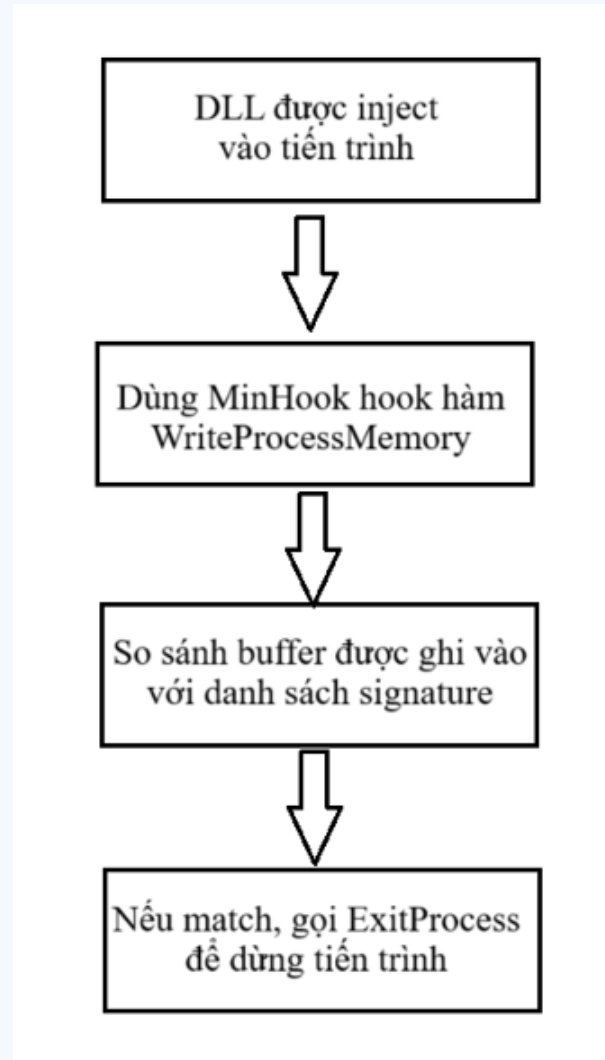 DLL được inject
vào tiến trình
Dùng MinHook hook hàm
WriteProcessMemory
So sánh buffer được ghi vào
với danh sách signature
Nếu match, gọi ExitProcess
để dừng tiến trình